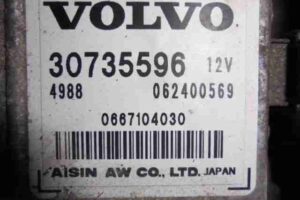 VOLVO
30735596 12V
4988 062400569
0667104030
AISIN AW CO., LTD. JAPAN